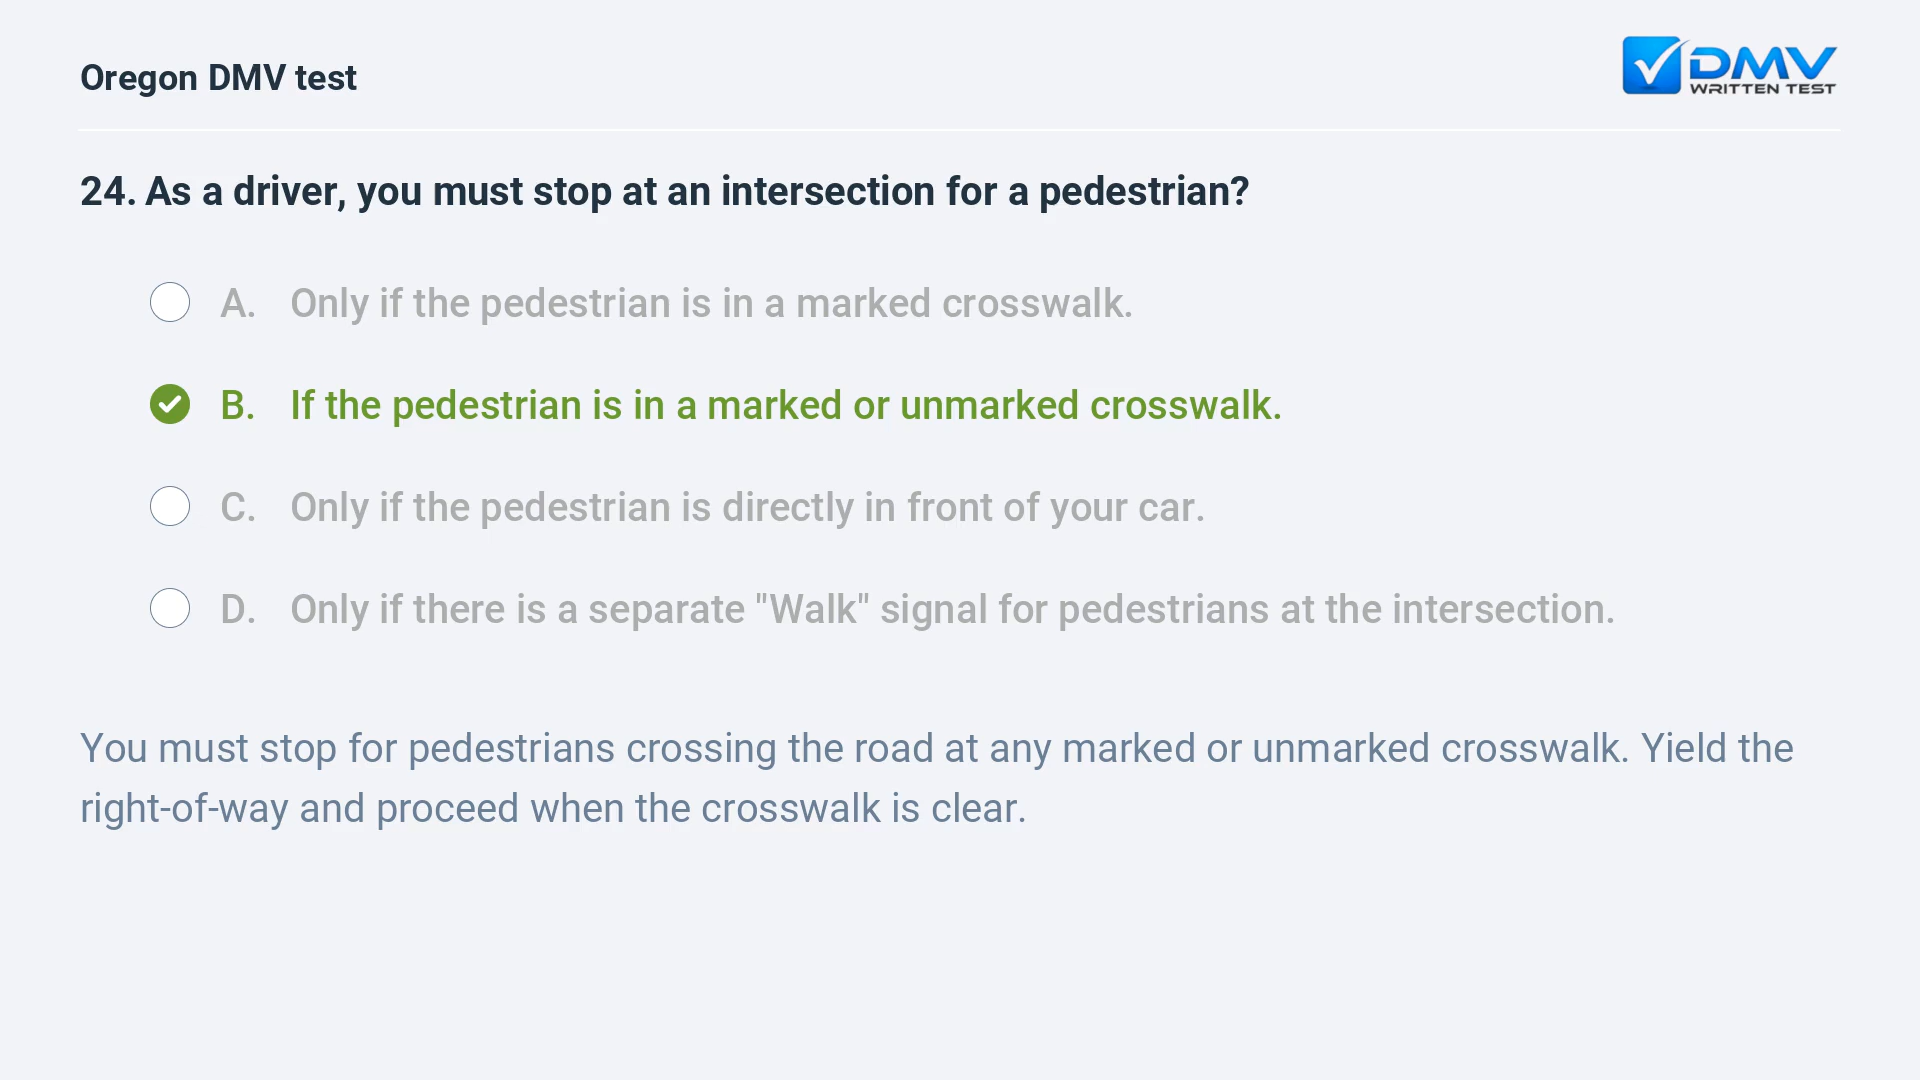 Oregon DMV test
DMV
WRITTEN TEST
24. As a driver, you must stop at an intersection for a pedestrian?
A. Only if the pedestrian is in a marked crosswalk.
B. If the pedestrian is in a marked or unmarked crosswalk.
C. Only if the pedestrian is directly in front of your car.
D. Only if there is a separate "Walk" signal for pedestrians at the intersection.
You must stop for pedestrians crossing the road at any marked or unmarked crosswalk. Yield the
right-of-way and proceed when the crosswalk is clear.